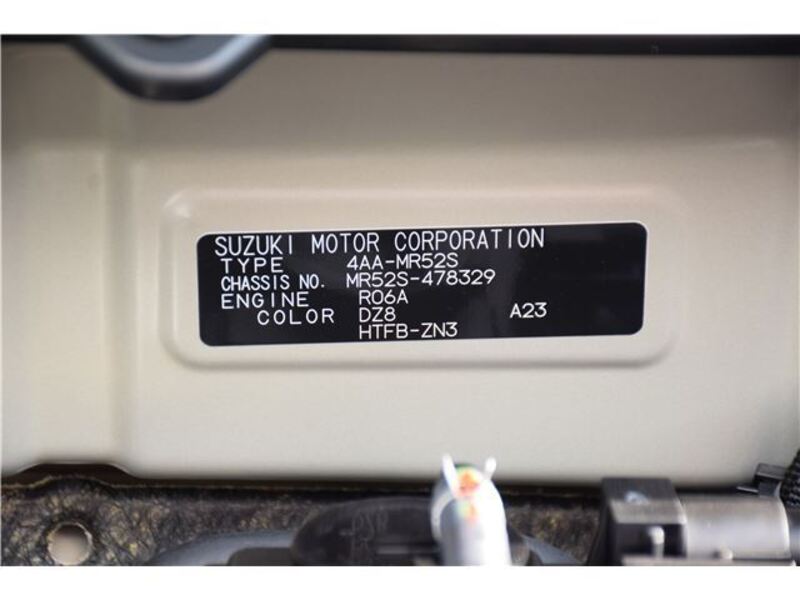 SUZUKI MOTOR CORPORATION
TYPE 4AA-MR52S
CHASSIS NO. MR52S-478329
ENGINE R06A
COLOR DZ8 A23
HTFB-ZN3